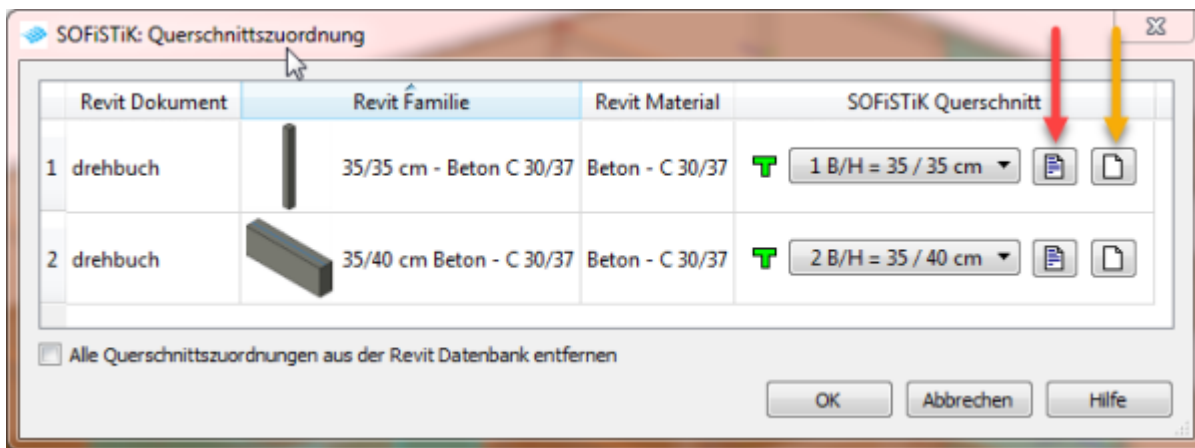 SOFiSTiK: Querschnittszuordnung
Revit Dokument Revit Familie Revit Material SOFiSTiK Querschnitt
1 drehbuch 35/35 cm - Beton C 30/37 Beton - C 30/37 1 B/H = 35 / 35 cm
2 drehbuch 35/40 cm Beton - C 30/37 Beton - C 30/37 2 B/H = 35 / 40 cm
Alle Querschnittszuordnungen aus der Revit Datenbank entfernen
OK Abbrechen Hilfe